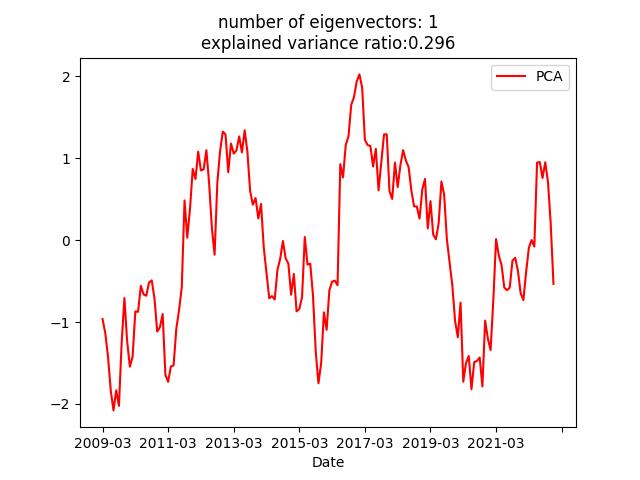 number of eigenvectors: 1
explained variance ratio:0.296
PCA
2
1
0
−1
−2
2009-03 2011-03 2013-03 2015-03 2017-03 2019-03 2021-03
Date